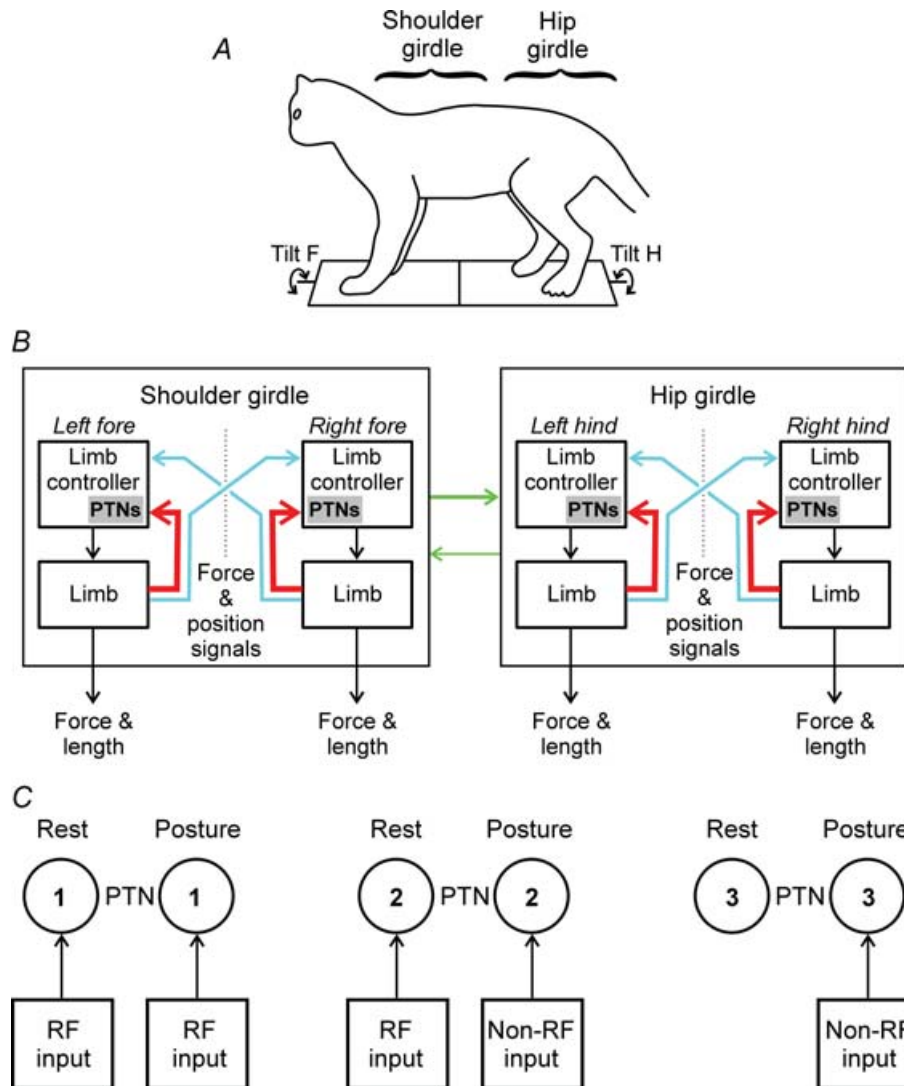 A
Shoulder girdle
Hip girdle
Tilt F
Tilt H
B
Shoulder girdle
Hip girdle
Left fore
Right fore
Left hind
Right hind
Limb controller
PTNs
Limb controller
PTNs
Limb controller
PTNs
Limb controller
PTNs
Limb
Force & position signals
Limb
Limb
Force & position signals
Limb
Force & length
Force & length
Force & length
Force & length
C
Rest
Posture
Rest
Posture
Rest
Posture
1 PTN 1
2 PTN 2
3 PTN 3
RF input
RF input
RF input
Non-RF input
Non-RF input